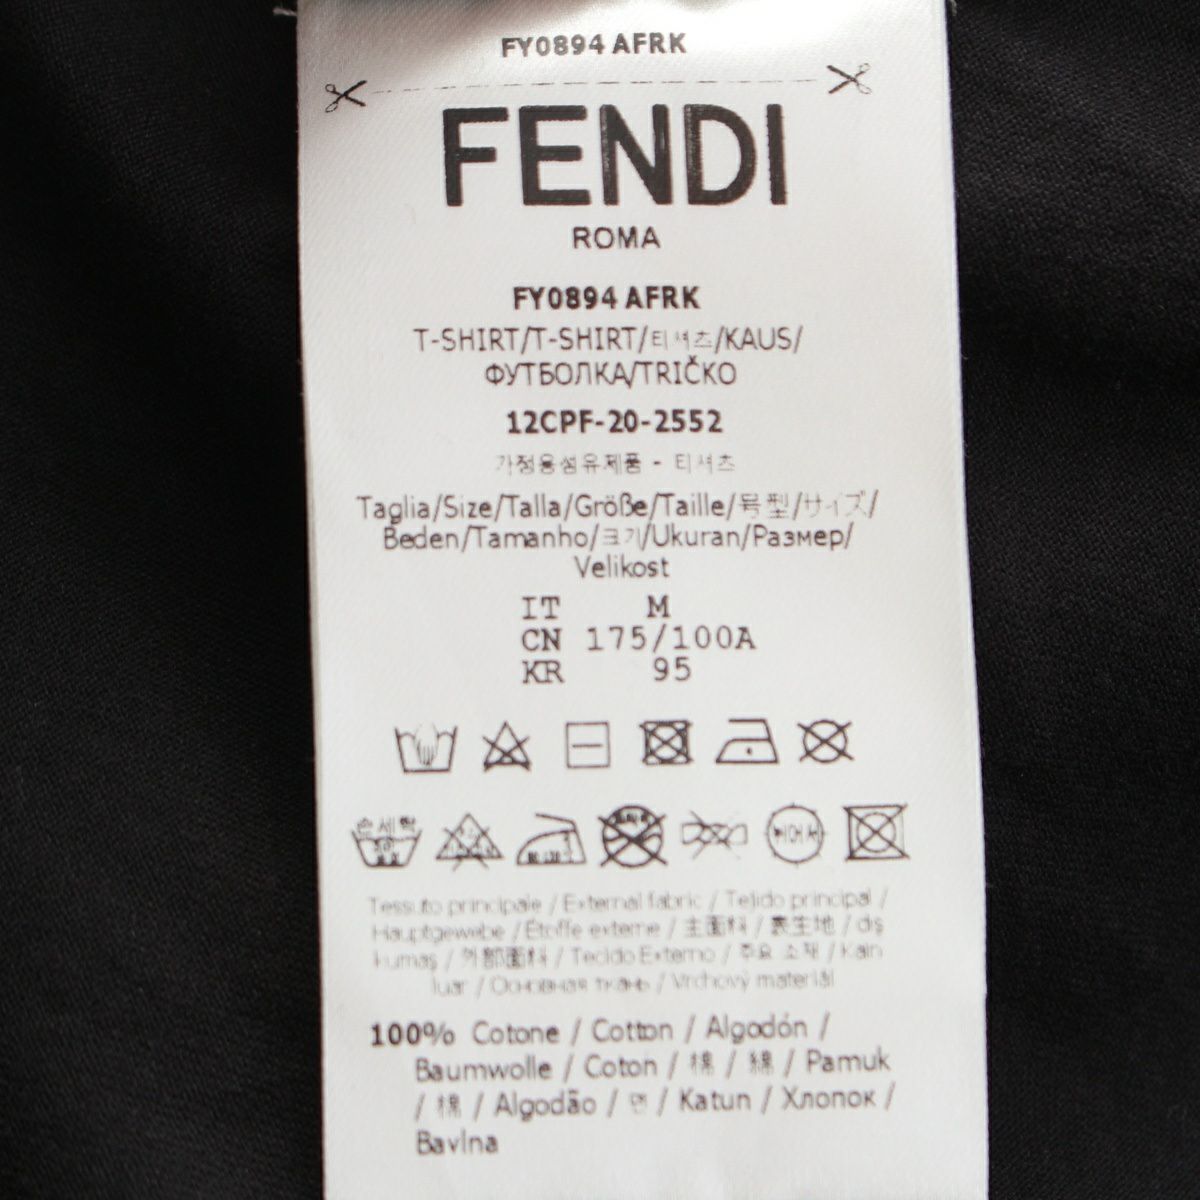 FY0894 AFRK
FENDI
ROMA
FY0894 AFRK
T-SHIRT/T-SHIRT/티셔츠/KAUS/
ФУТБОЛКА/TRIČKO
12CPF-20-2552
가정용섬유제품 - 티셔츠
Taglia/Size/Talla/Größe/Taille/号型/サイズ/
Beden/Tamanho/크기/Ukuran/Размер/
Velikost
IT M
CN 175/100A
KR 95
손세탁
Tessuto principale / External fabric / Tejido principal /
Hauptgewebe / Étoffe externe / 主面料 / 表生地 / dış
kumaş / 外部面料 / Tecido Externo / 주요 소재 / Kain
luar / Основная ткань / Vrchový materiál
100% Cotone / Cotton / Algodón /
Baumwolle / Coton / 棉 / 綿 / Pamuk
/ 棉 / Algodão / 면 / Katun / Хлопок /
Bavlna